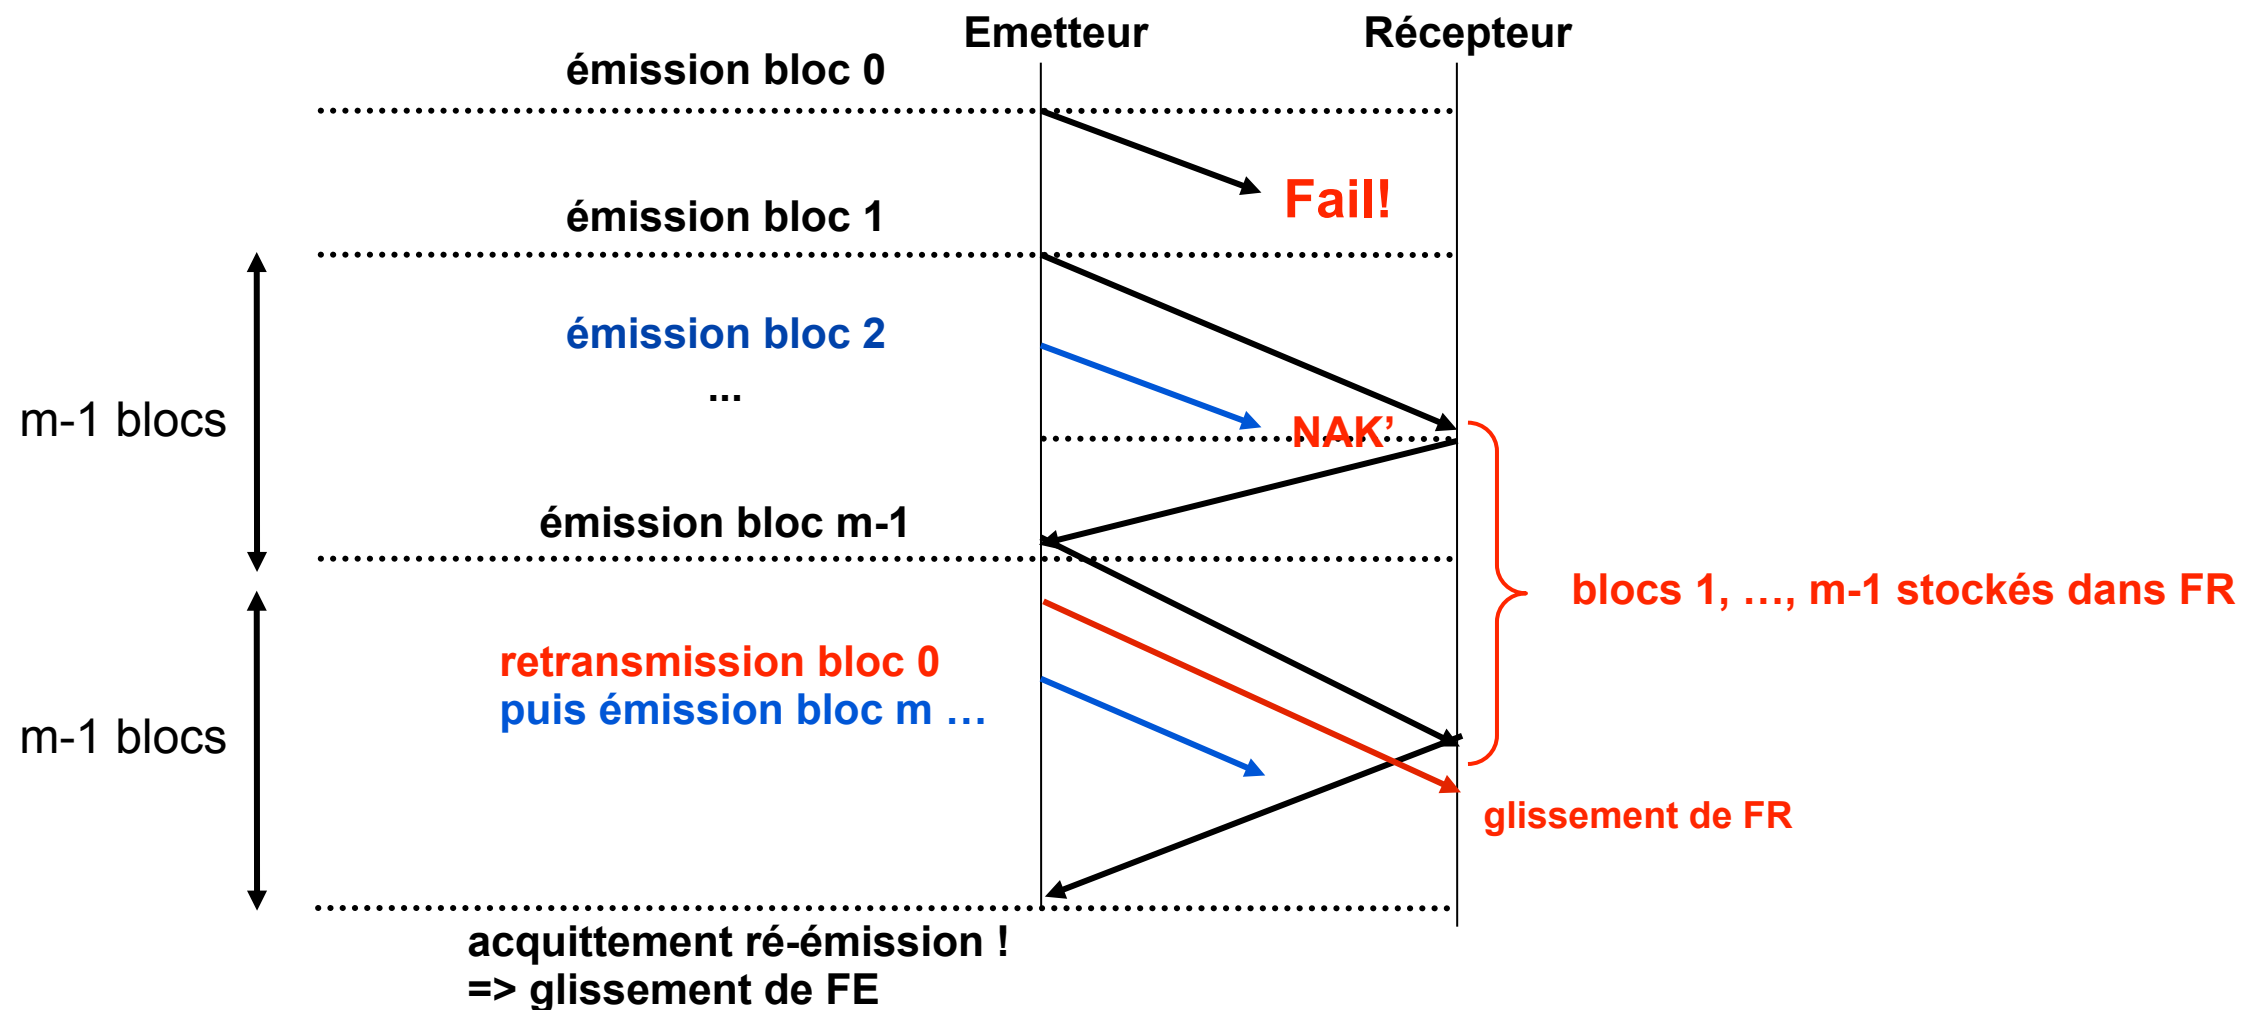 Emetteur
Récepteur
émission bloc 0
Fail!
émission bloc 1
émission bloc 2
...
m-1 blocs
NAK’
émission bloc m-1
blocs 1, …, m-1 stockés dans FR
retransmission bloc 0
puis émission bloc m …
m-1 blocs
glissement de FR
acquittement ré-émission !
=> glissement de FE